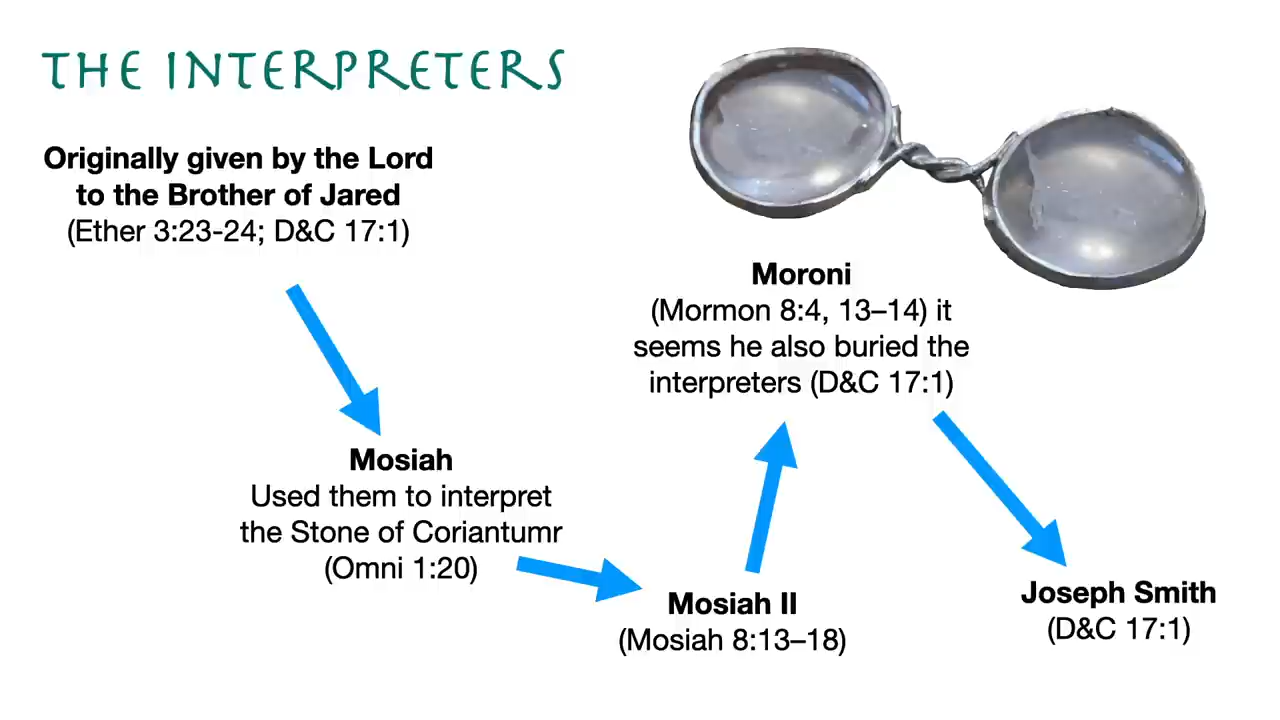 THE INTERPRETERS
Originally given by the Lord
to the Brother of Jared
(Ether 3:23-24; D&C 17:1)
Mosiah
Used them to interpret
the Stone of Coriantumr
(Omni 1:20)
Mosiah II
(Mosiah 8:13–18)
Moroni
(Mormon 8:4, 13–14) it
seems he also buried the
interpreters (D&C 17:1)
Joseph Smith
(D&C 17:1)